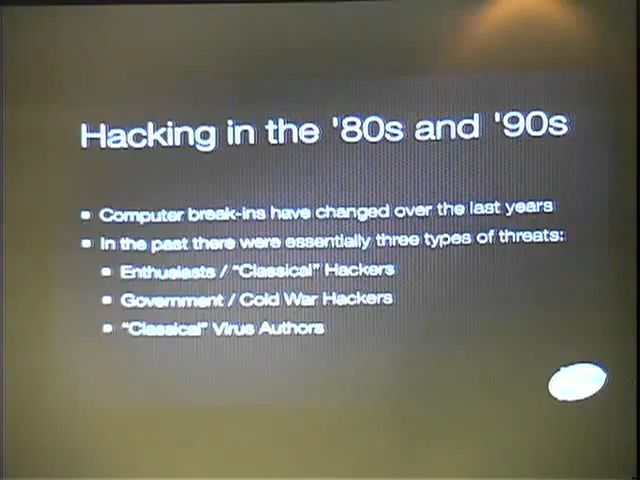 Hacking in the '80s and '90s
Computer break-ins have changed over the last years
In the past there were essentially three types of threats:
Enthusiasts / "Classical" Hackers
Government / Cold War Hackers
"Classical" Virus Authors